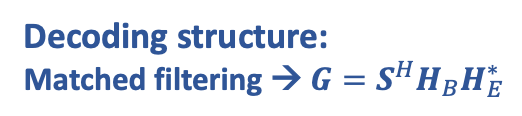 Decoding structure:
Matched filtering → G = S^H H_B H_E^*